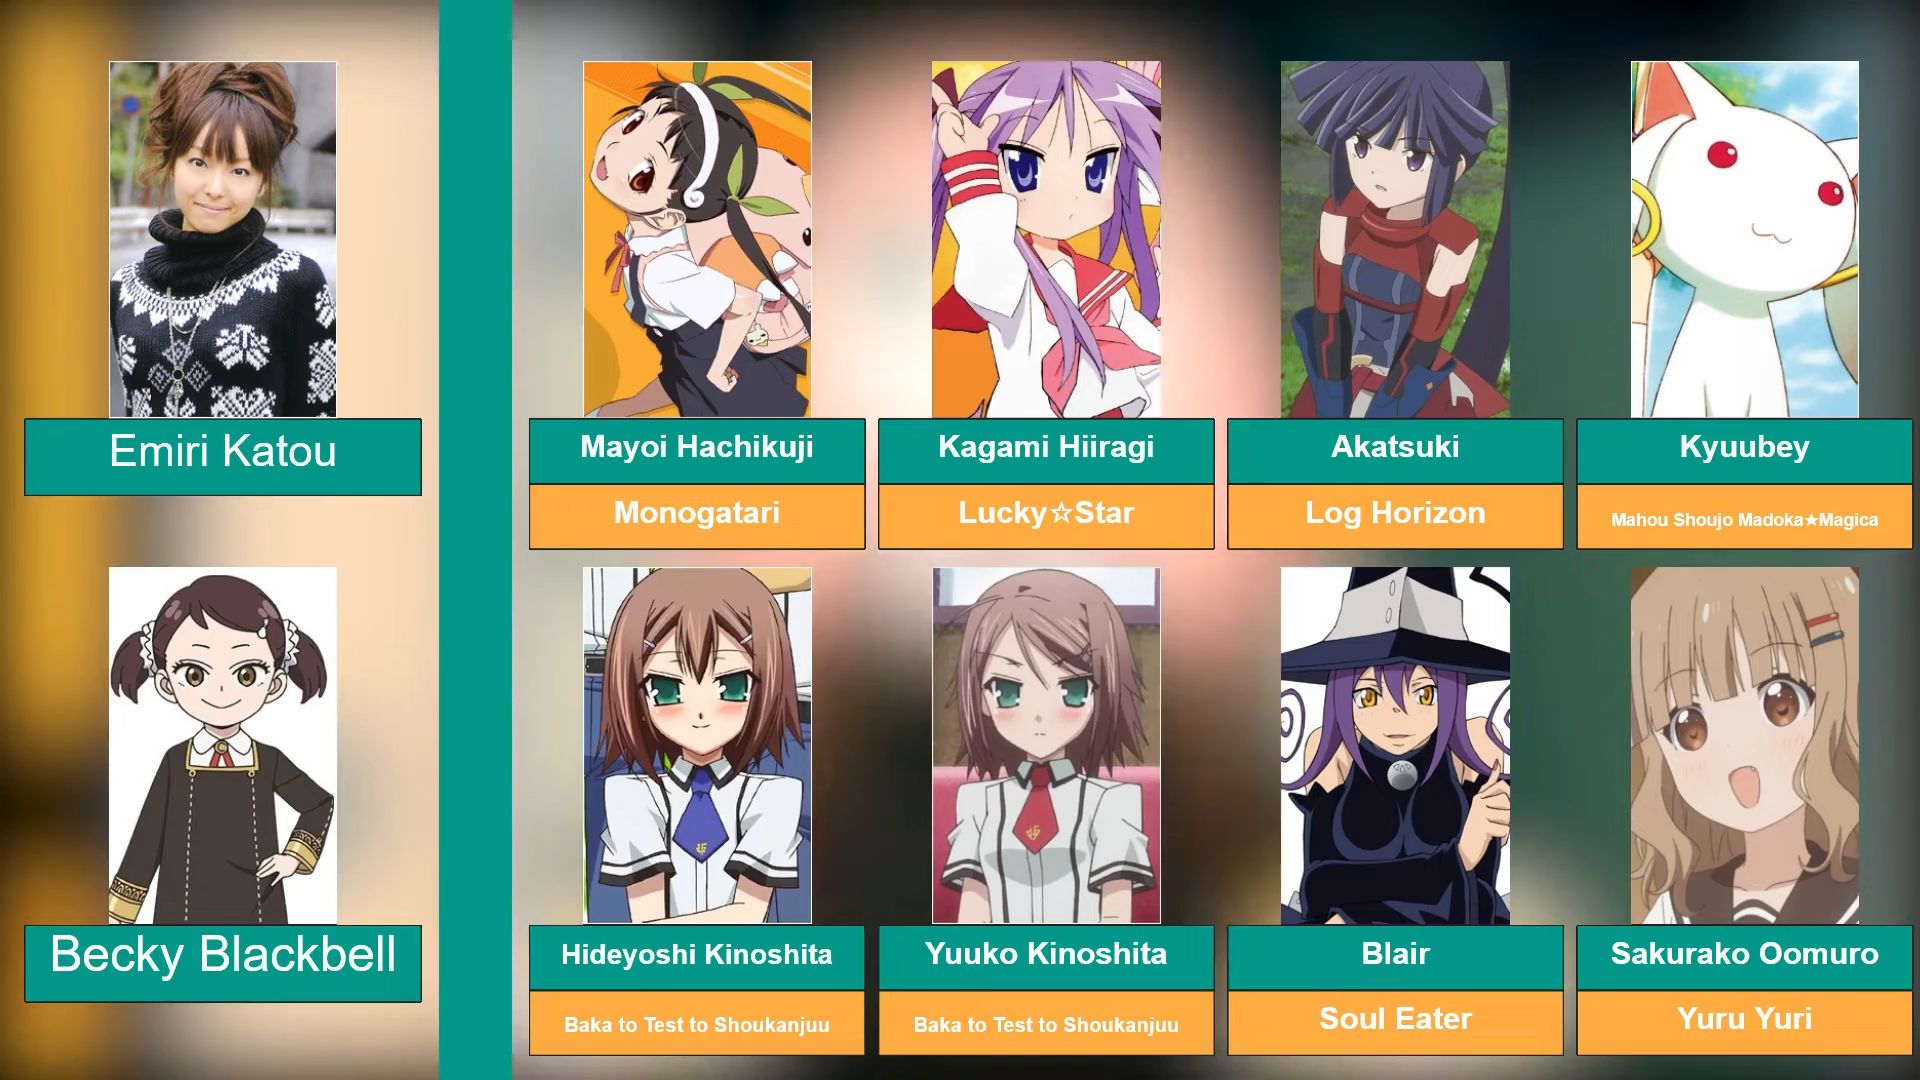 Emiri Katou
Mayoi Hachikuji
Monogatari
Kagami Hiiragi
Lucky☆Star
Akatsuki
Log Horizon
Kyuubey
Mahou Shoujo Madoka★Magica
Becky Blackbell
Hideyoshi Kinoshita
Baka to Test to Shoukanjuu
Yuuko Kinoshita
Baka to Test to Shoukanjuu
Blair
Soul Eater
Sakurako Oomuro
Yuru Yuri